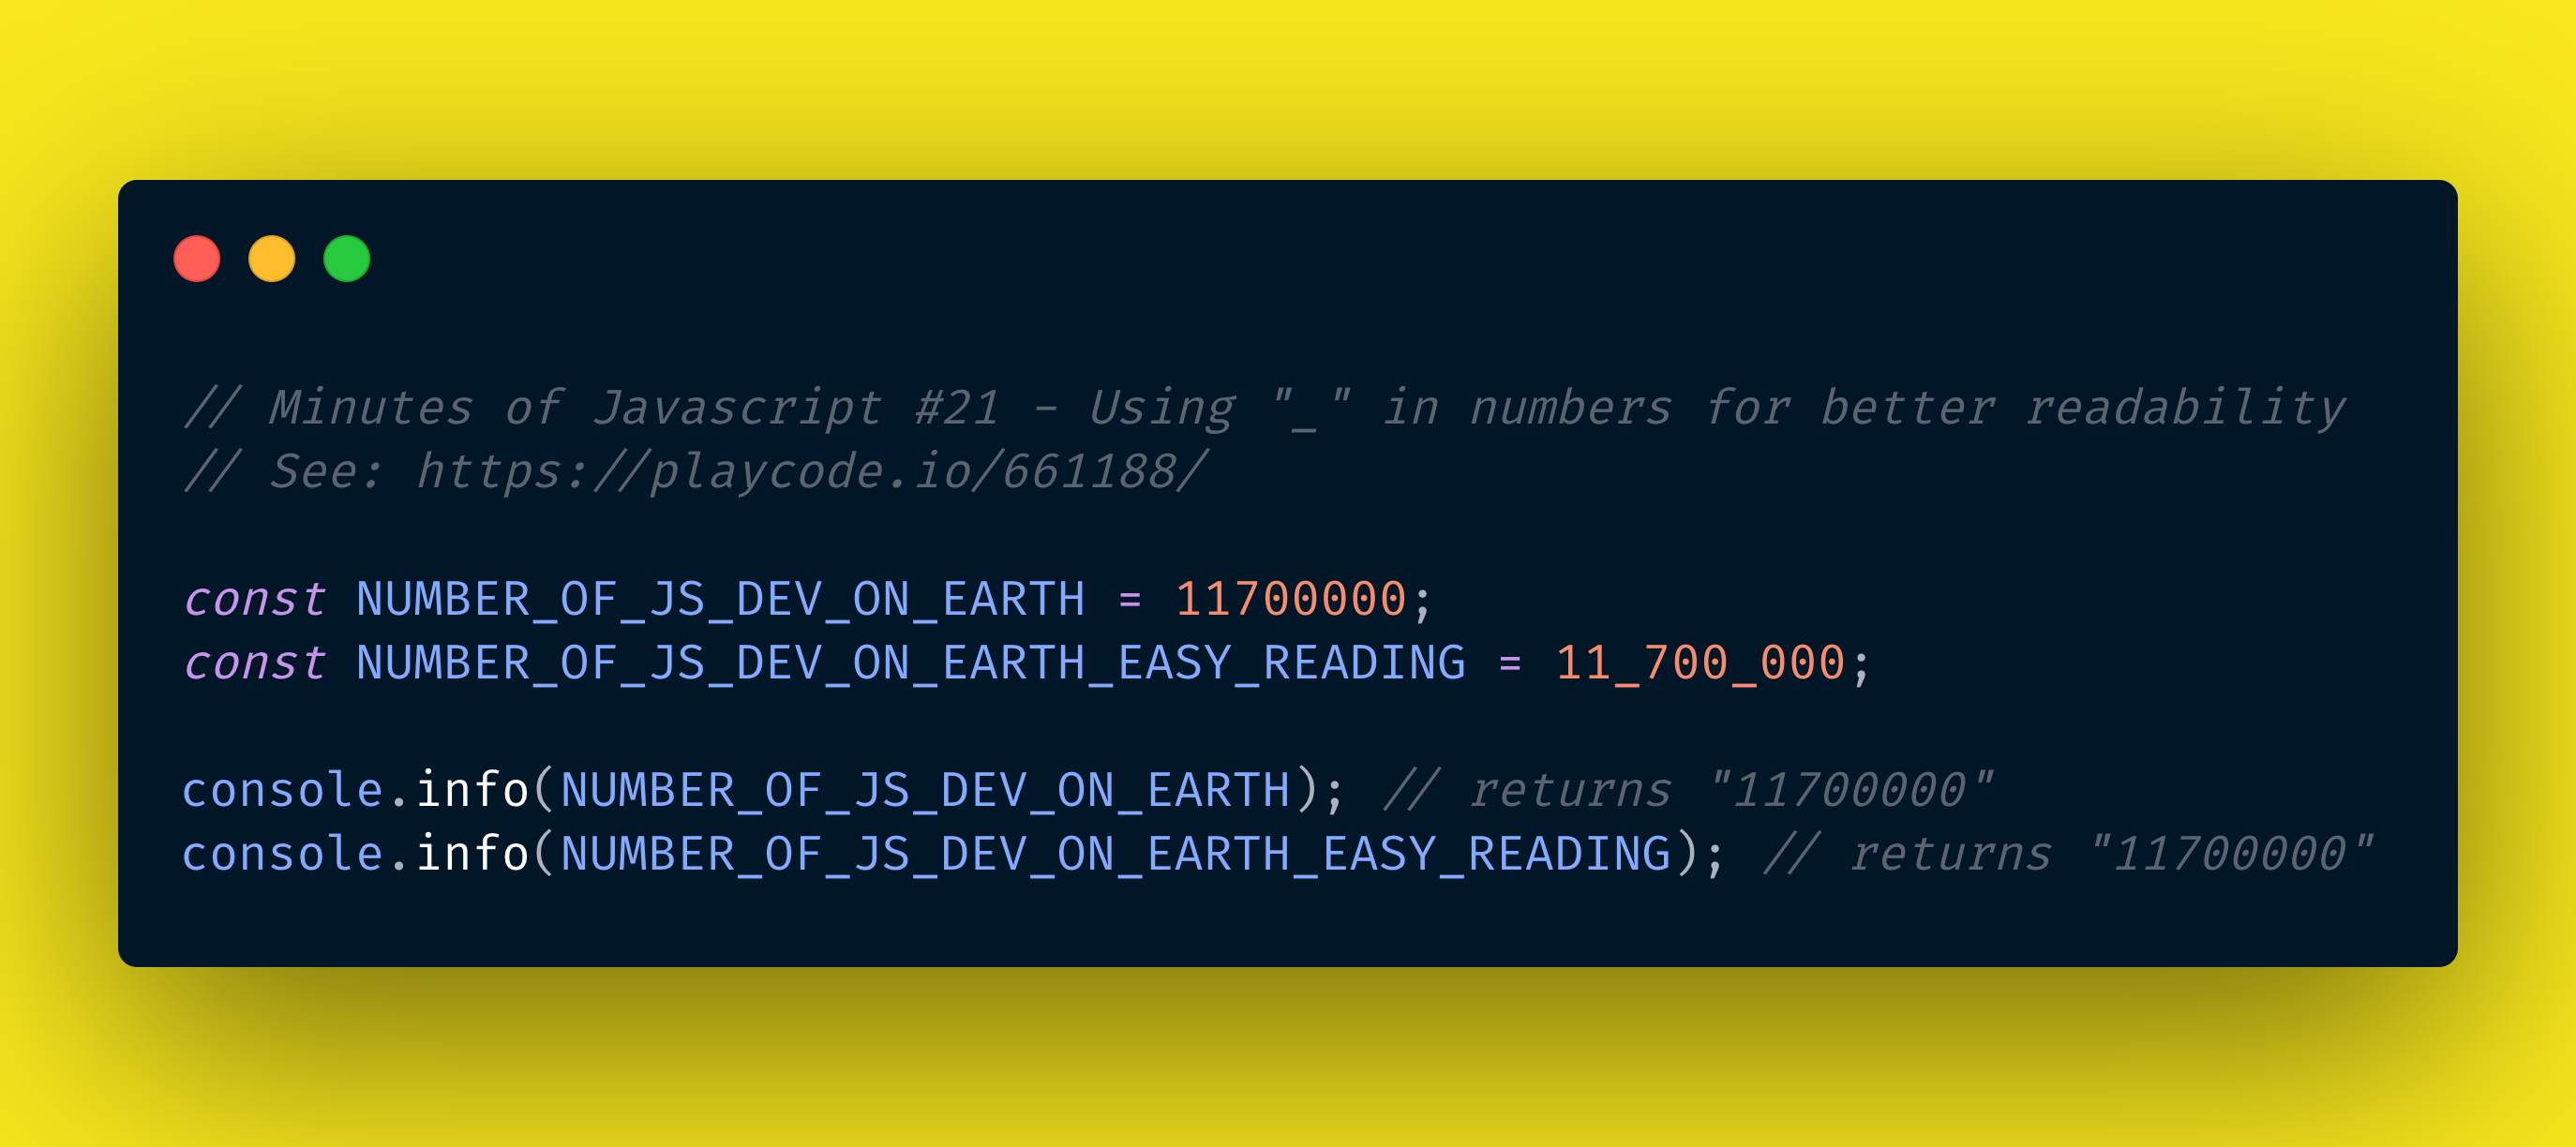 // Minutes of Javascript #21 - Using "_" in numbers for better readability
// See: https://playcode.io/661188/
const NUMBER_OF_JS_DEV_ON_EARTH = 11700000;
const NUMBER_OF_JS_DEV_ON_EARTH_EASY_READING = 11_700_000;
console.info(NUMBER_OF_JS_DEV_ON_EARTH); // returns "11700000"
console.info(NUMBER_OF_JS_DEV_ON_EARTH_EASY_READING); // returns "11700000"